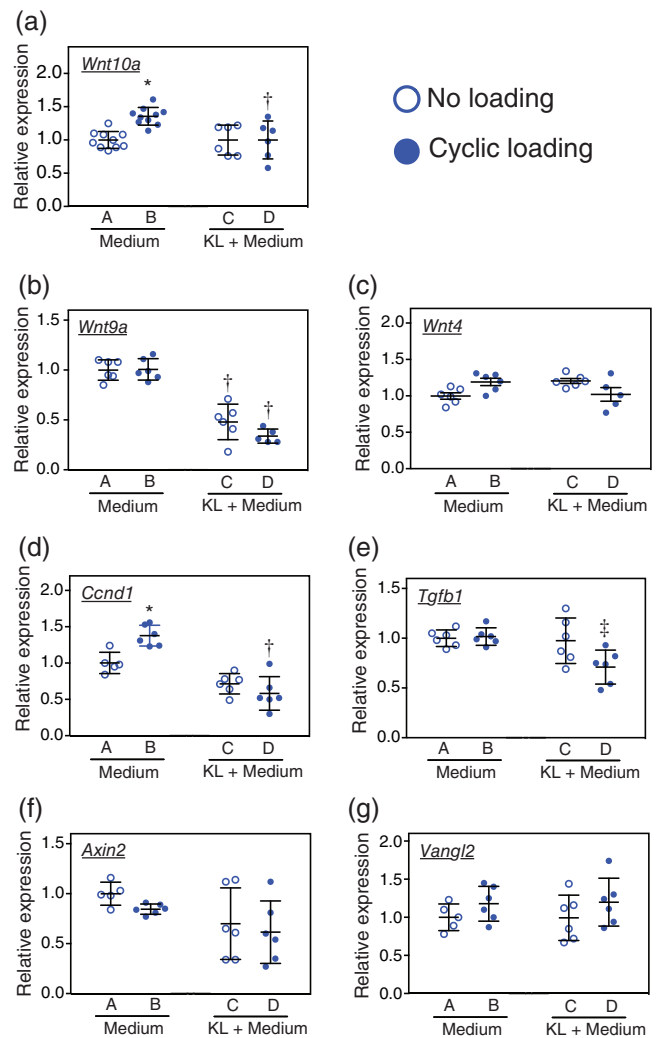 (a)
Wnt10a
*
†
2.0
1.5
1.0
0.5
0.0
Relative expression
A B C D
Medium KL + Medium
No loading
Cyclic loading
(b)
Wnt9a
†
†
1.5
1.0
0.5
0.0
Relative expression
A B C D
Medium KL + Medium
(c)
Wnt4
2.0
1.5
1.0
0.5
0.0
Relative expression
A B C D
Medium KL + Medium
(d)
Ccnd1
*
†
2.0
1.5
1.0
0.5
0.0
Relative expression
A B C D
Medium KL + Medium
(e)
Tgfb1
‡
1.5
1.0
0.5
0.0
Relative expression
A B C D
Medium KL + Medium
(f)
Axin2
1.5
1.0
0.5
0.0
Relative expression
A B C D
Medium KL + Medium
(g)
Vangl2
2.0
1.5
1.0
0.5
0.0
Relative expression
A B C D
Medium KL + Medium